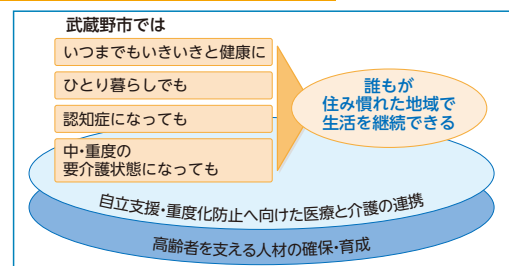 武蔵野市では
いつまでもいきいきと健康に
ひとり暮らしでも
認知症になっても
中・重度の
要介護状態になっても
誰もが
住み慣れた地域で
生活を継続できる
自立支援・重度化防止へ向けた医療と介護の連携
高齢者を支える人材の確保・育成